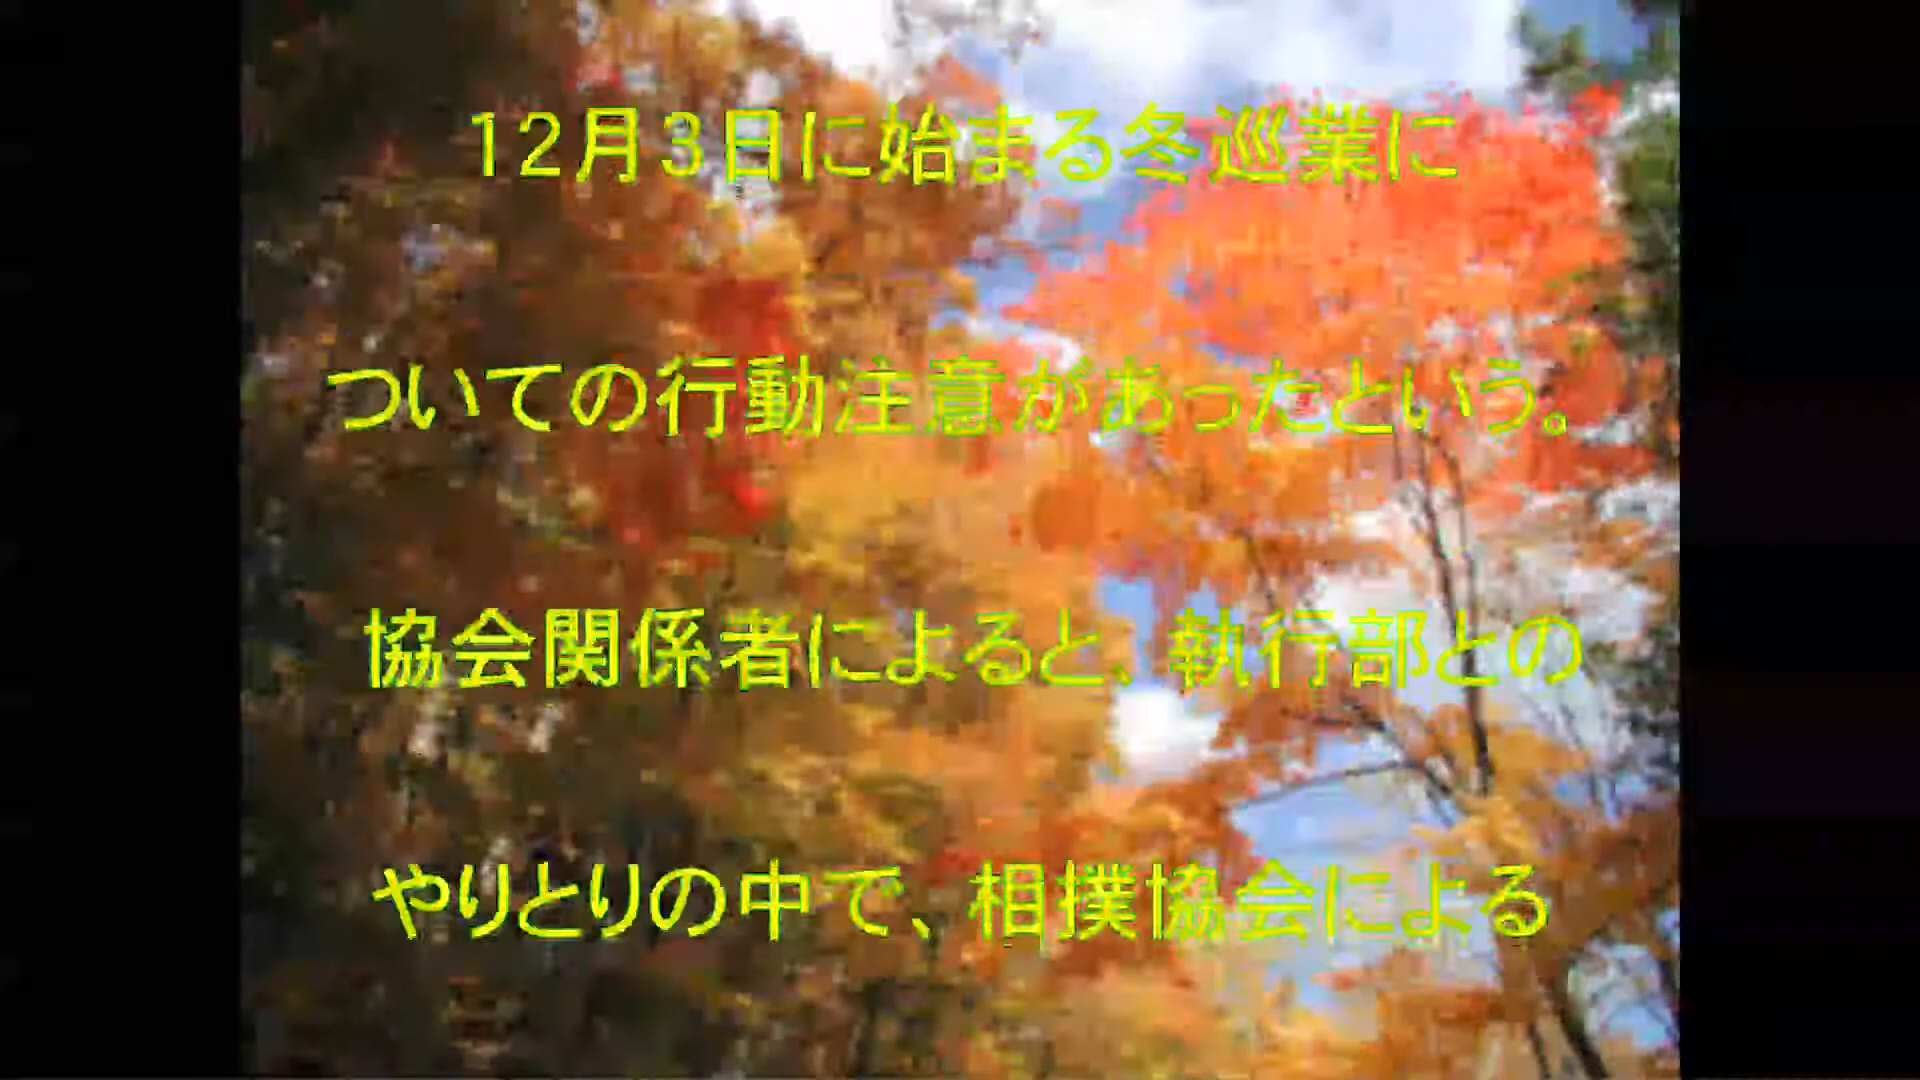 12月3日に始まる冬巡業に
ついての行動注意があったという。
協会関係者によると、執行部との
やりとりの中で、相撲協会による